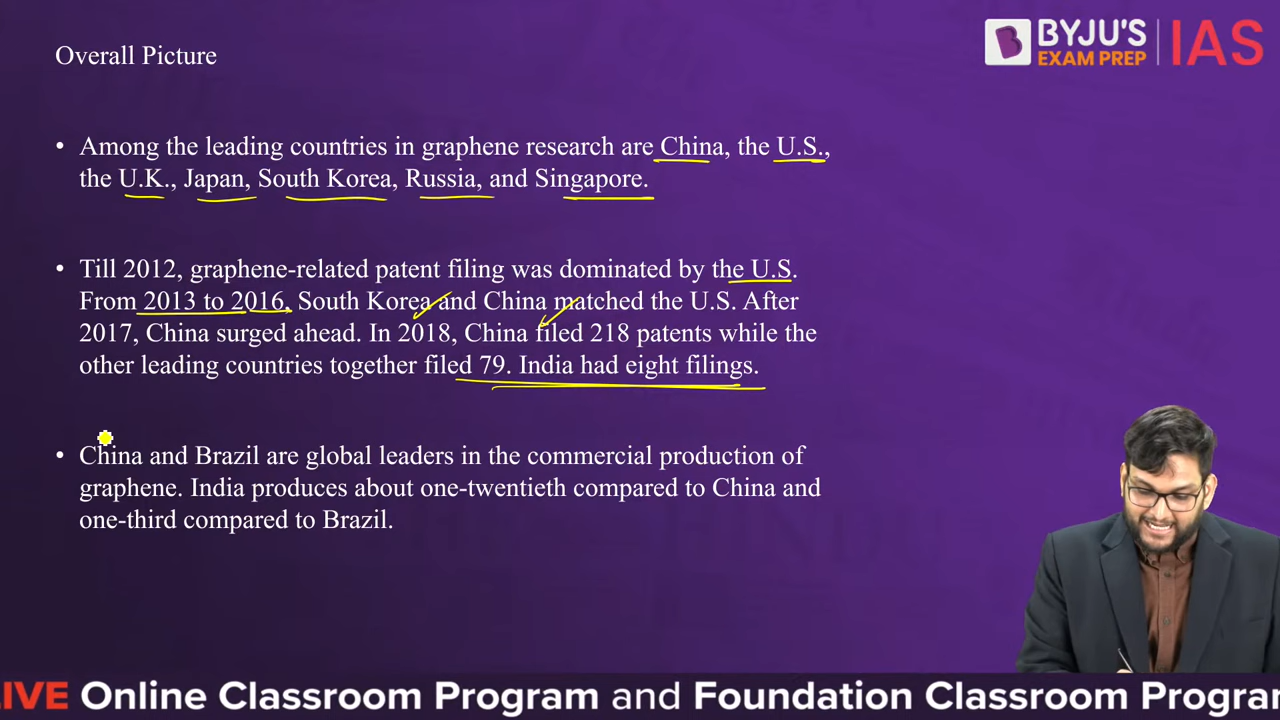 Overall Picture
BYJU'S
EXAM PREP
IAS
• Among the leading countries in graphene research are China, the U.S.,
the U.K., Japan, South Korea, Russia, and Singapore.
• Till 2012, graphene-related patent filing was dominated by the U.S.
From 2013 to 2016, South Korea and China matched the U.S. After
2017, China surged ahead. In 2018, China filed 218 patents while the
other leading countries together filed 79. India had eight filings.
• China and Brazil are global leaders in the commercial production of
graphene. India produces about one-twentieth compared to China and
one-third compared to Brazil.
LIVE Online Classroom Program and Foundation Classroom Program